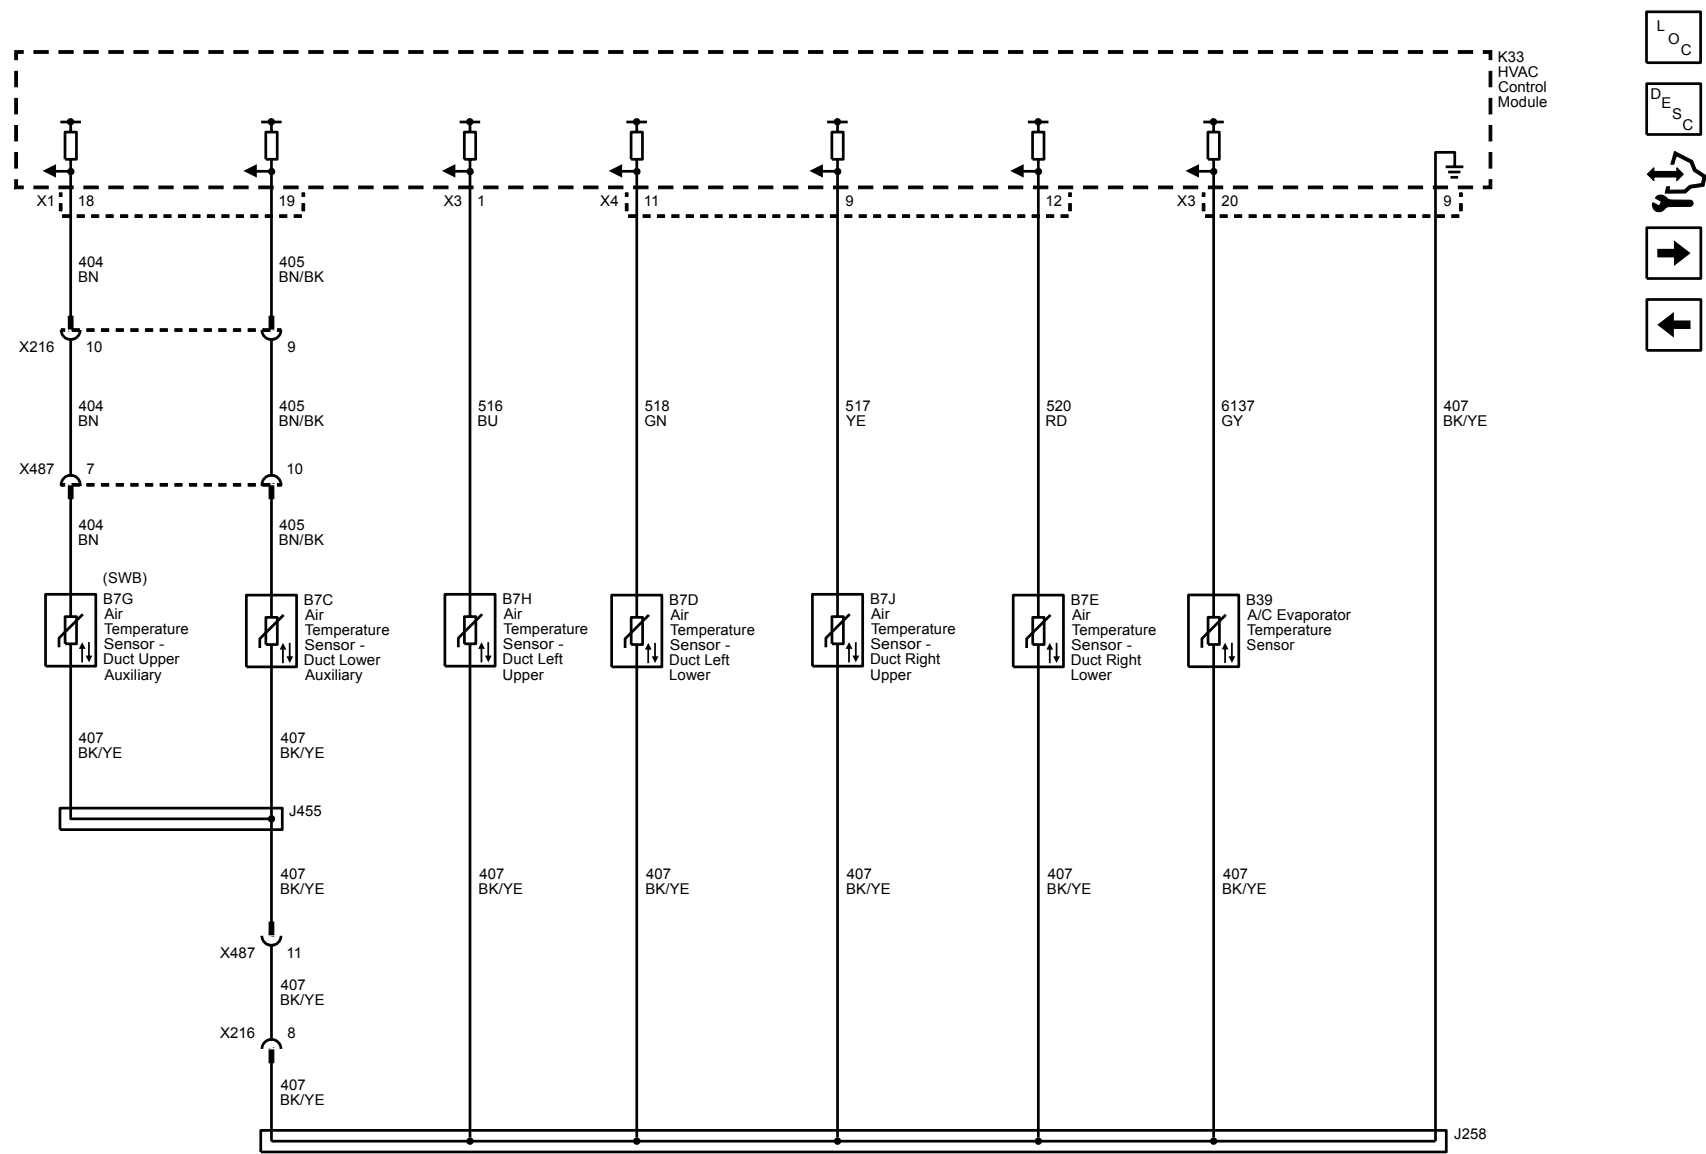 L
O
C
K33
HVAC
Control
Module
D
E
S
C
X1 18 19 X3 1 X4 11 9 12 X3 20 9
404 405
BN BN/BK
X216 10 9
404 405 516 518 517 520 6137 407
BN BN/BK BU GN YE RD GY BK/YE
X487 7 10
404 405
BN BN/BK
(SWB)
B7G
Air
Temperature
Sensor -
Duct Upper
Auxiliary
B7C
Air
Temperature
Sensor -
Duct Lower
Auxiliary
B7H
Air
Temperature
Sensor -
Duct Left
Upper
B7D
Air
Temperature
Sensor -
Duct Left
Lower
B7J
Air
Temperature
Sensor -
Duct Right
Upper
B7E
Air
Temperature
Sensor -
Duct Right
Lower
B39
A/C Evaporator
Temperature
Sensor
407 407
BK/YE BK/YE
J455
407 407 407 407 407 407
BK/YE BK/YE BK/YE BK/YE BK/YE BK/YE
X487 11
407
BK/YE
X216 8
407
BK/YE
J258